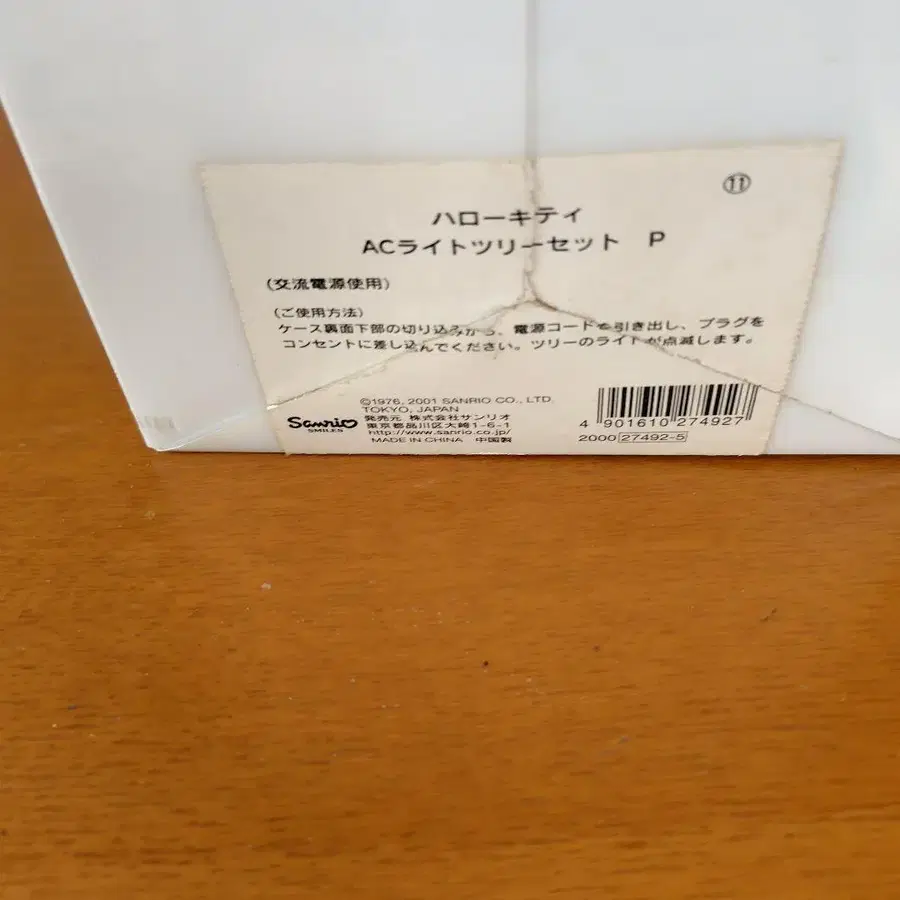 ⑪
ハローキティ
ACライトツリーセット P
(交流電源使用)
(ご使用方法)
ケース裏面下部の切り込みから、電源コードを引き出し、プラグを
コンセントに差し込んでください。ツリーのライトが点滅します。
Sanrio
SMILES
©1976, 2001 SANRIO CO., LTD.
TOKYO, JAPAN
発売元 株式会社サンリオ
東京都品川区大崎1-6-1
http://www.sanrio.co.jp/
MADE IN CHINA 中国製
4 901610 274927
2000 27492-5